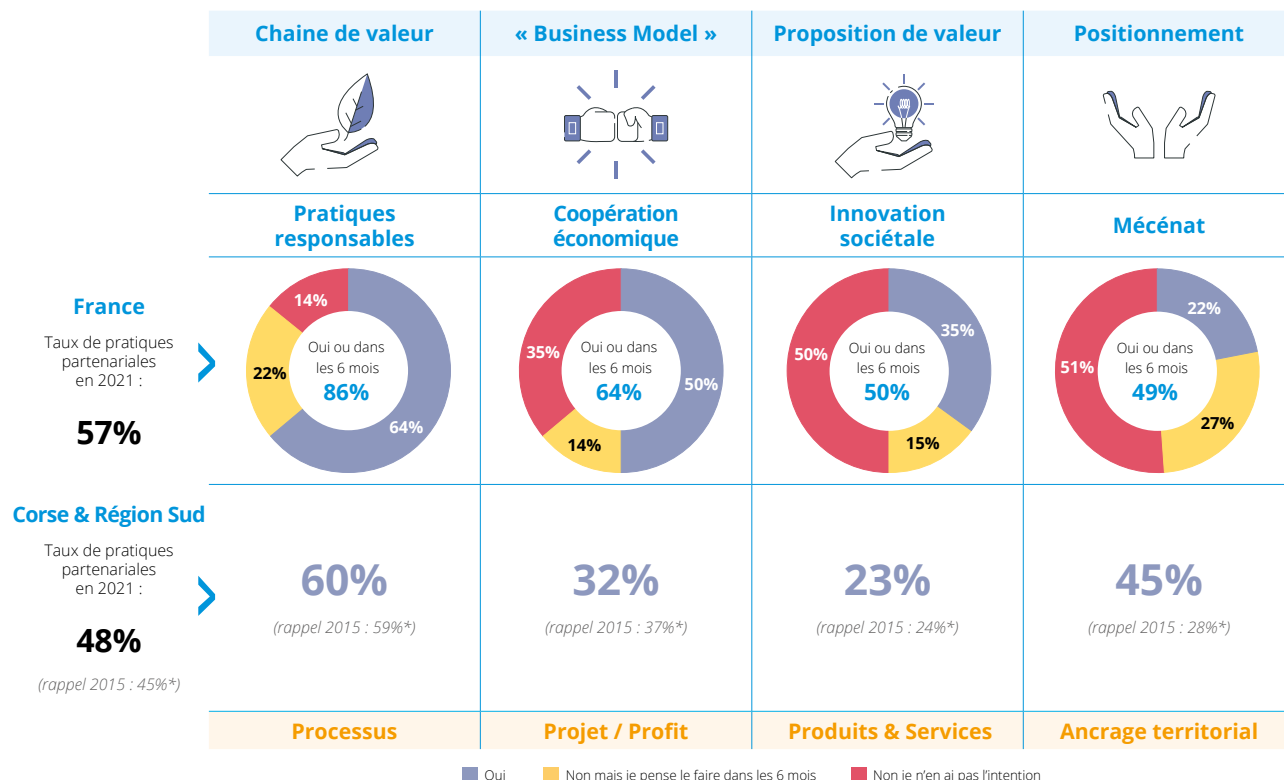 Chaine de valeur
« Business Model »
Proposition de valeur
Positionnement
Pratiques
responsables
Coopération
économique
Innovation
sociétale
Mécénat
France
Taux de pratiques
partenariales
en 2021 :
57%
14%
22%
64%
Oui ou dans
les 6 mois
86%
35%
14%
50%
Oui ou dans
les 6 mois
64%
50%
35%
15%
Oui ou dans
les 6 mois
50%
51%
22%
27%
Oui ou dans
les 6 mois
49%
Corse & Région Sud
Taux de pratiques
partenariales
en 2021 :
48%
(rappel 2015 : 45%*)
60%
(rappel 2015 : 59%*)
32%
(rappel 2015 : 37%*)
23%
(rappel 2015 : 24%*)
45%
(rappel 2015 : 28%*)
Processus
Projet / Profit
Produits & Services
Ancrage territorial
Oui
Non mais je pense le faire dans les 6 mois
Non je n’en ai pas l’intention